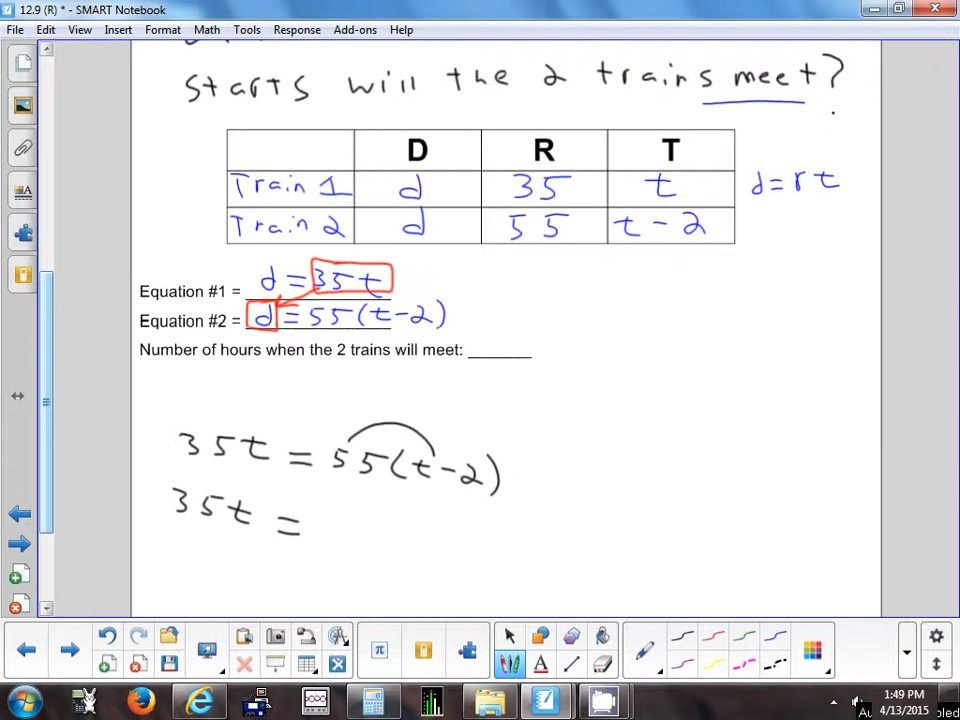 12.9 (R) * - SMART Notebook
File Edit Insert Format Math Tools Response Add-ons Help
starts will the 2 trains meet?
D R T
Train 1 d 35 t d = rt
Train 2 d 55 t - 2
Equation #1 = d = 35t
Equation #2 = d = 55(t-2)
Number of hours when the 2 trains will meet: _______
35t = 55(t-2)
35t =
1:49 PM
4/13/2015